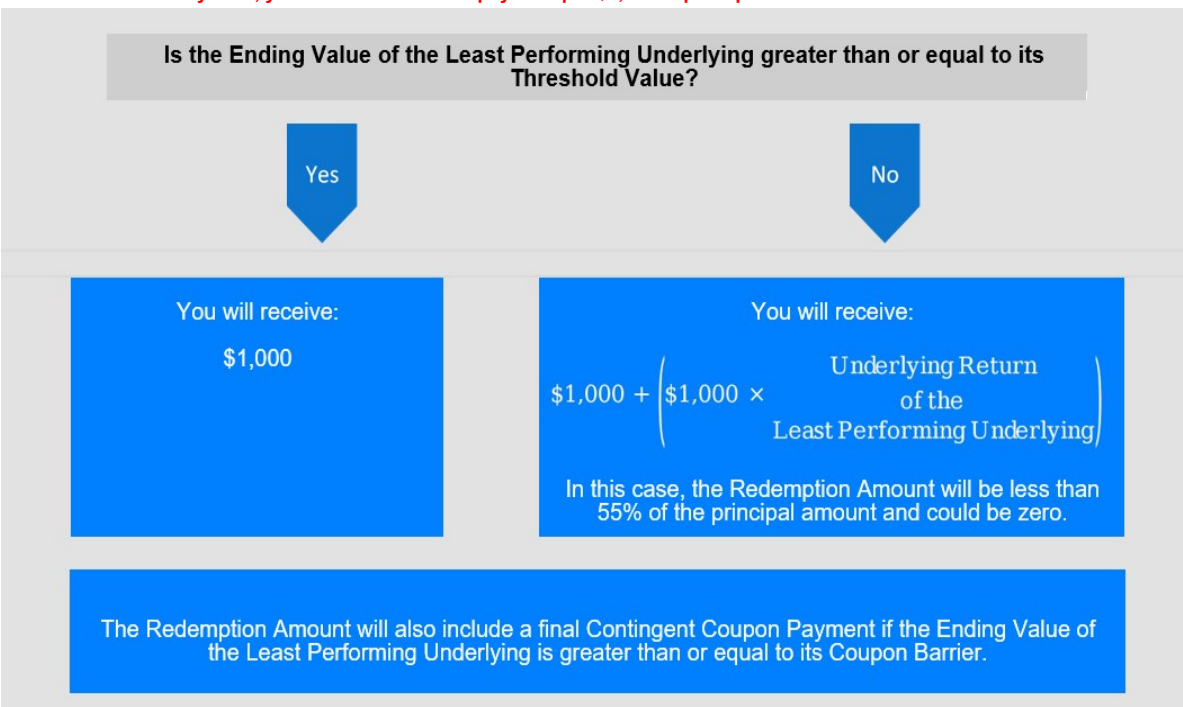 Is the Ending Value of the Least Performing Underlying greater than or equal to its
Threshold Value?
Yes
No
You will receive:
$1,000
You will receive:
$1,000 + ($1,000 × Underlying Return
of the
Least Performing Underlying)
In this case, the Redemption Amount will be less than
55% of the principal amount and could be zero.
The Redemption Amount will also include a final Contingent Coupon Payment if the Ending Value of
the Least Performing Underlying is greater than or equal to its Coupon Barrier.